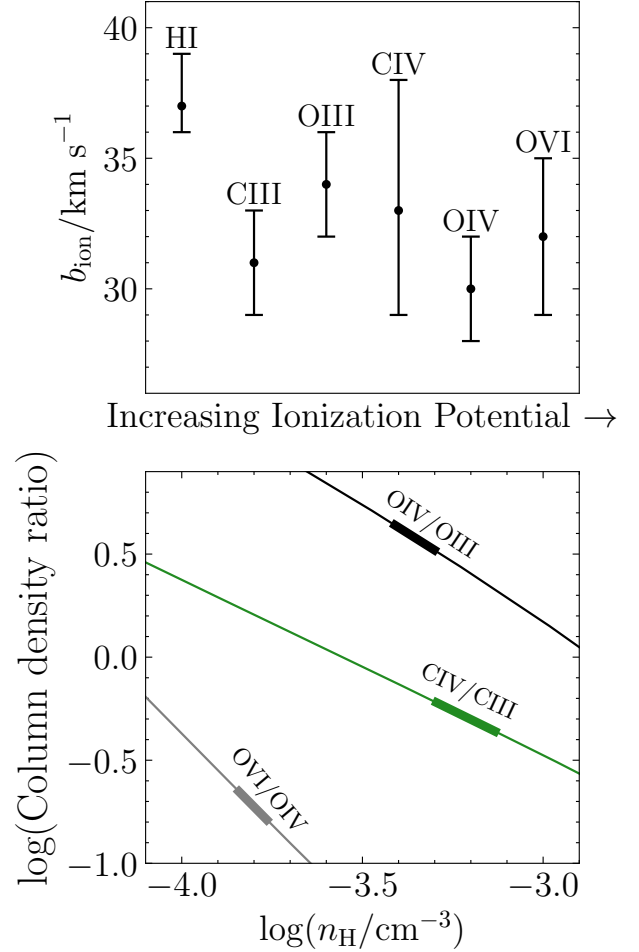 40
35
30
b_ion/km s⁻¹
HI
CIII
OIII
CIV
OIV
OVI
Increasing Ionization Potential →
log(Column density ratio)
0.5
0.0
−0.5
−1.0
OIV/OIII
CIV/CIII
OVI/OIV
−4.0 −3.5 −3.0
log(n_H/cm⁻³)